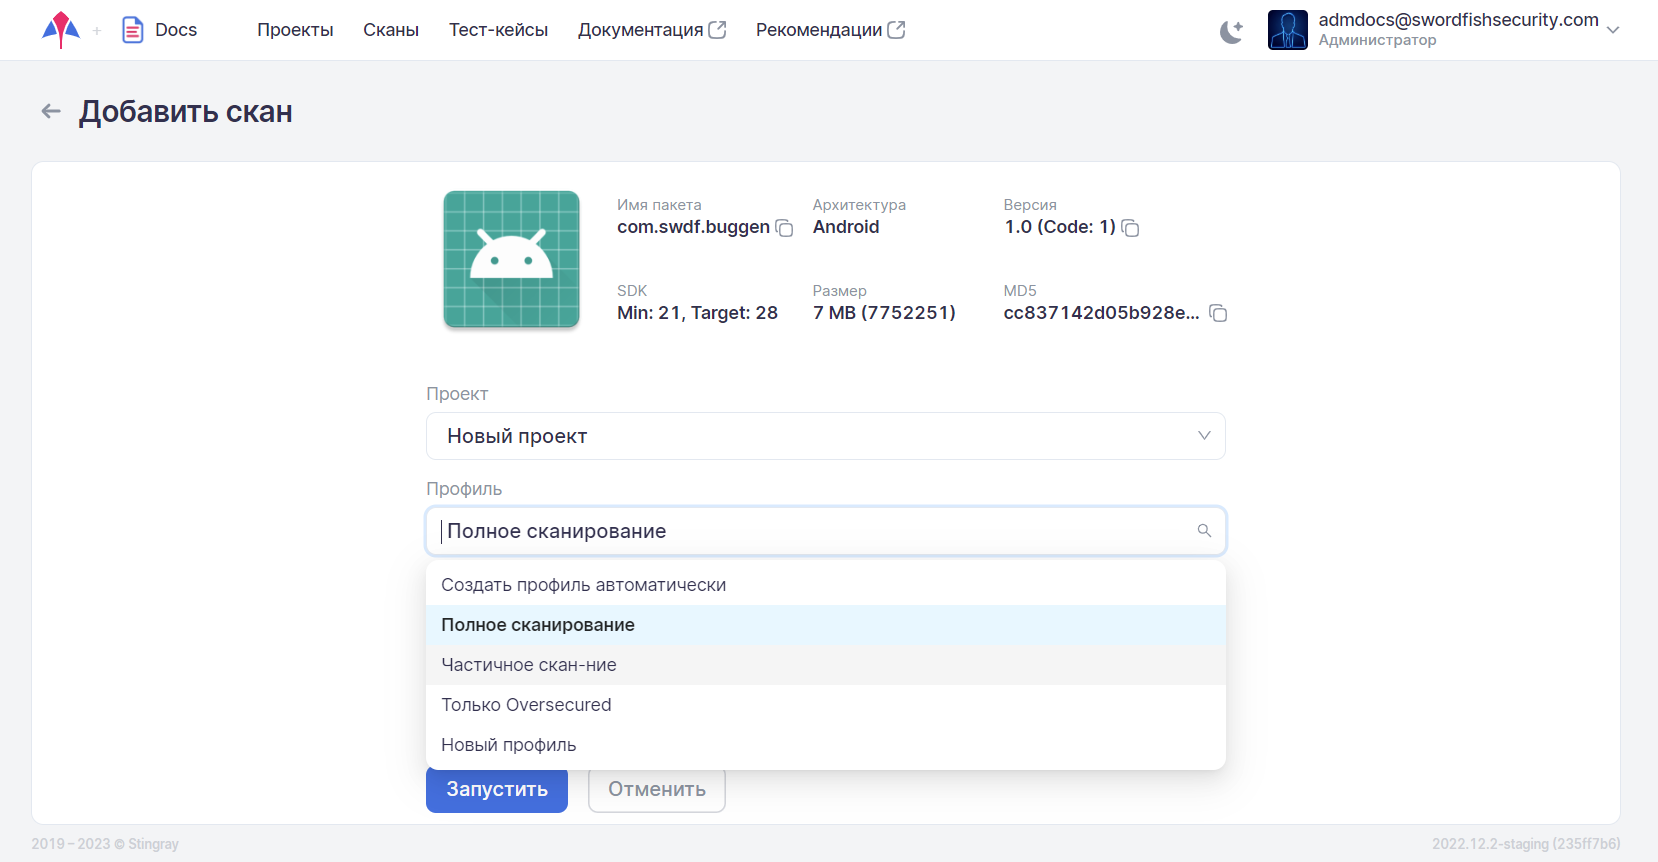 Docs
Проекты
Сканы
Тест-кейсы
Документация
Рекомендации
admdocs@swordfishsecurity.com
Администратор
Добавить скан
Имя пакета
com.swdf.buggen
Архитектура
Android
Версия
1.0 (Code: 1)
SDK
Min: 21, Target: 28
Размер
7 MB (7752251)
MD5
cc837142d05b928e...
Проект
Новый проект
Профиль
Полное сканирование
Создать профиль автоматически
Полное сканирование
Частичное скан-ние
Только Oversecured
Новый профиль
Запустить
Отменить
2019 – 2023 © Stingray
2022.12.2-staging (235ff7b6)